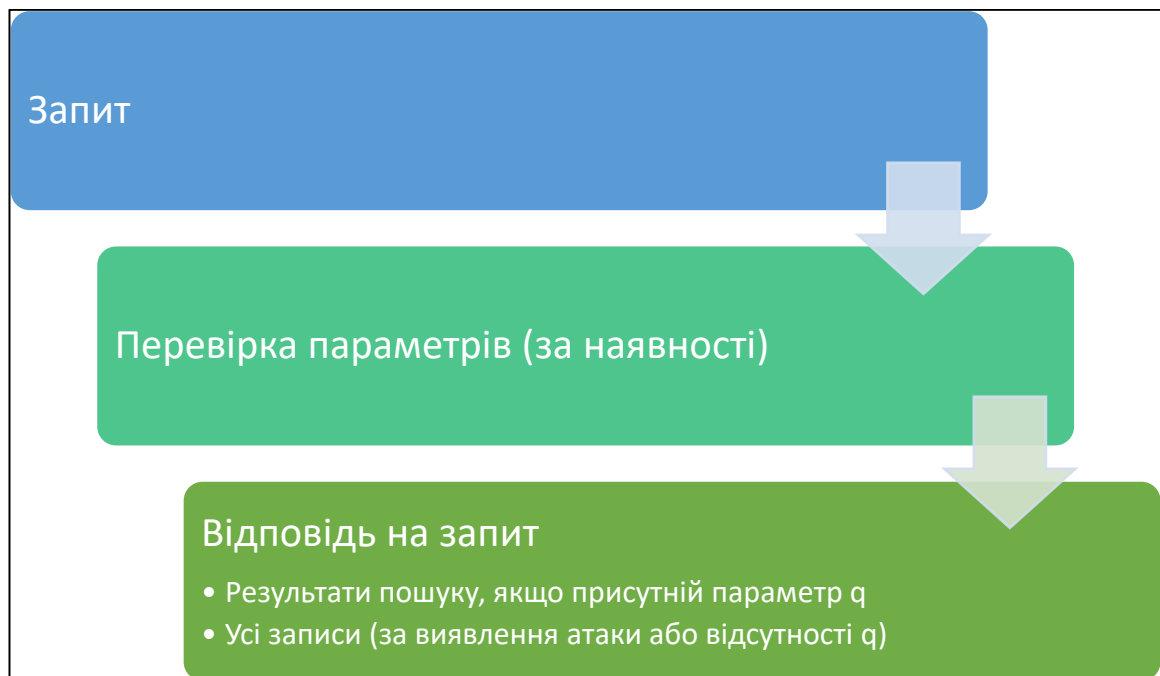 Запит
Перевірка параметрів (за наявності)
Відповідь на запит
• Результати пошуку, якщо присутній параметр q
• Усі записи (за виявлення атаки або відсутності q)